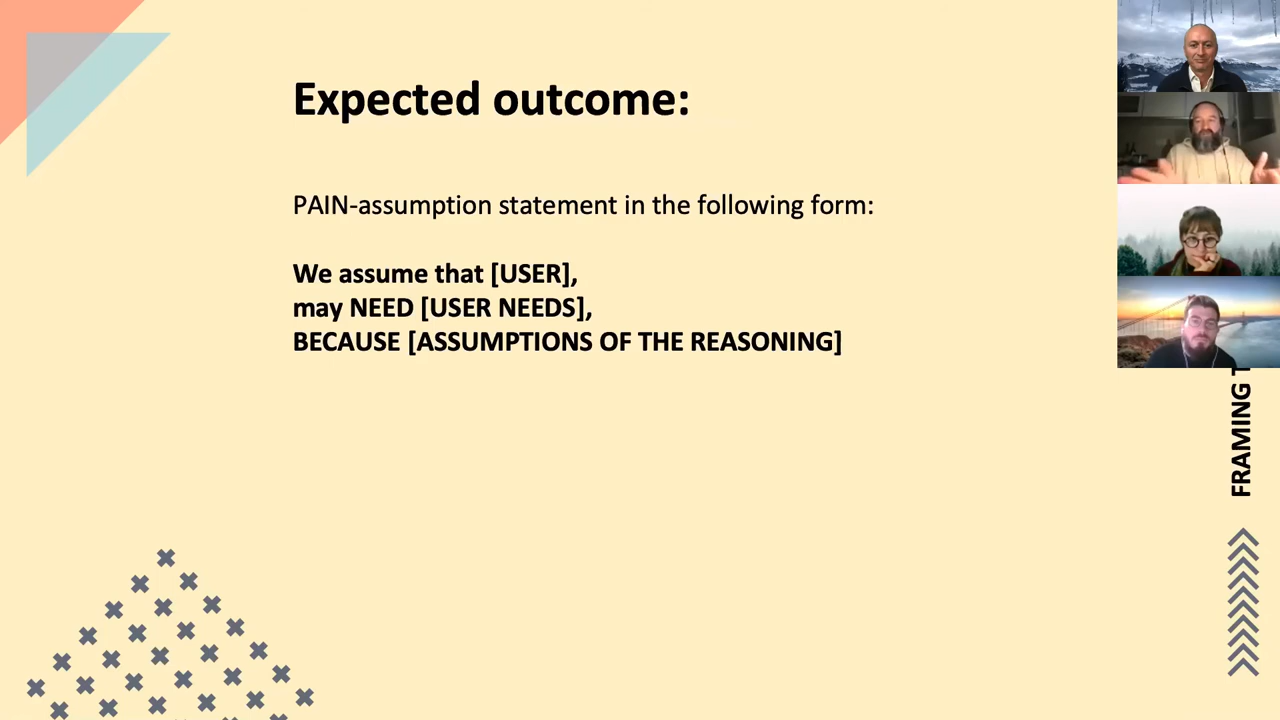 Expected outcome:
PAIN-assumption statement in the following form:
We assume that [USER],
may NEED [USER NEEDS],
BECAUSE [ASSUMPTIONS OF THE REASONING]
FRAMING